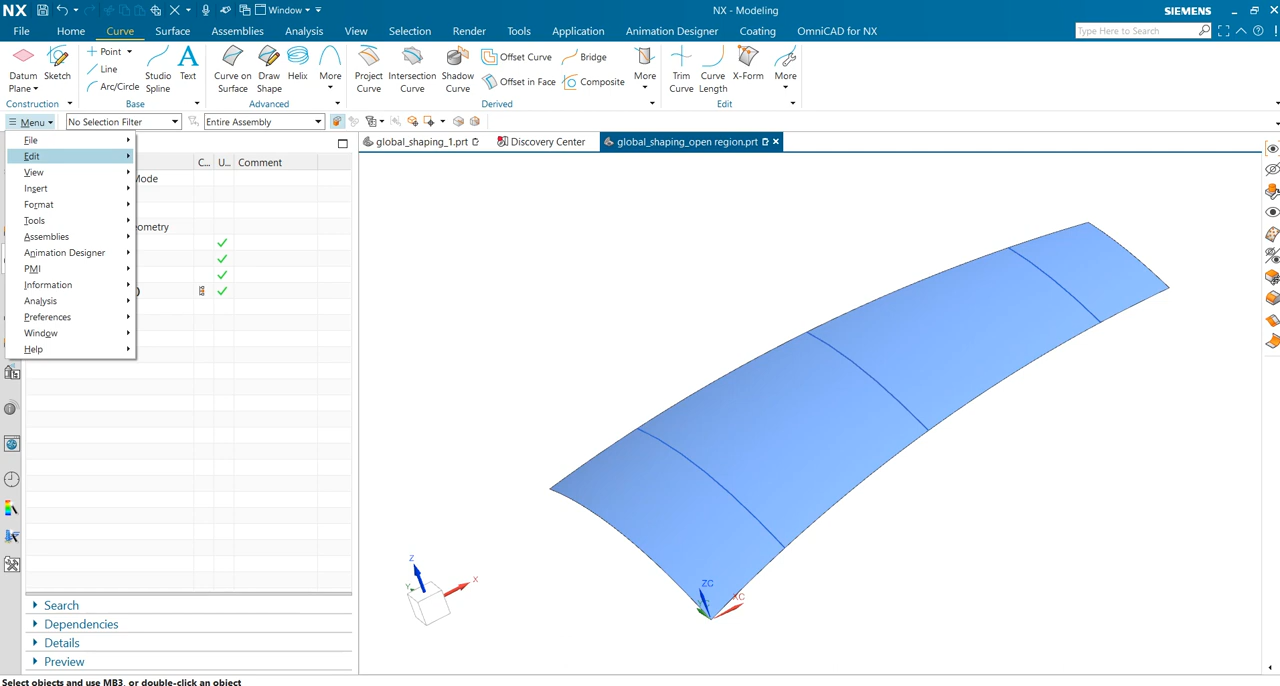 NX Window NX - Modeling SIEMENS
File Home Curve Surface Assemblies Analysis View Selection Render Tools Application Animation Designer Coating OmniCAD for NX Type Here to Search
Point Offset Curve Bridge
Line
Datum Plane Sketch Arc/Circle Studio Spline Text Curve on Surface Draw Shape Helix More Project Curve Intersection Curve Shadow Curve Offset in Face Composite More Trim Curve Curve Length X-Form More
Construction Base Advanced Derived Edit
Menu No Selection Filter Entire Assembly
File global_shaping_1.prt Discovery Center global_shaping_open region.prt
Edit
C... U... Comment
View
Mode
Insert
Format
Tools
ometry
Assemblies
Animation Designer
PMI
Information
)
Analysis
Preferences
Window
Help
Z
X
Y
ZC
XC
Search
Dependencies
Details
Preview
Select objects and use MB3, or double-click an object